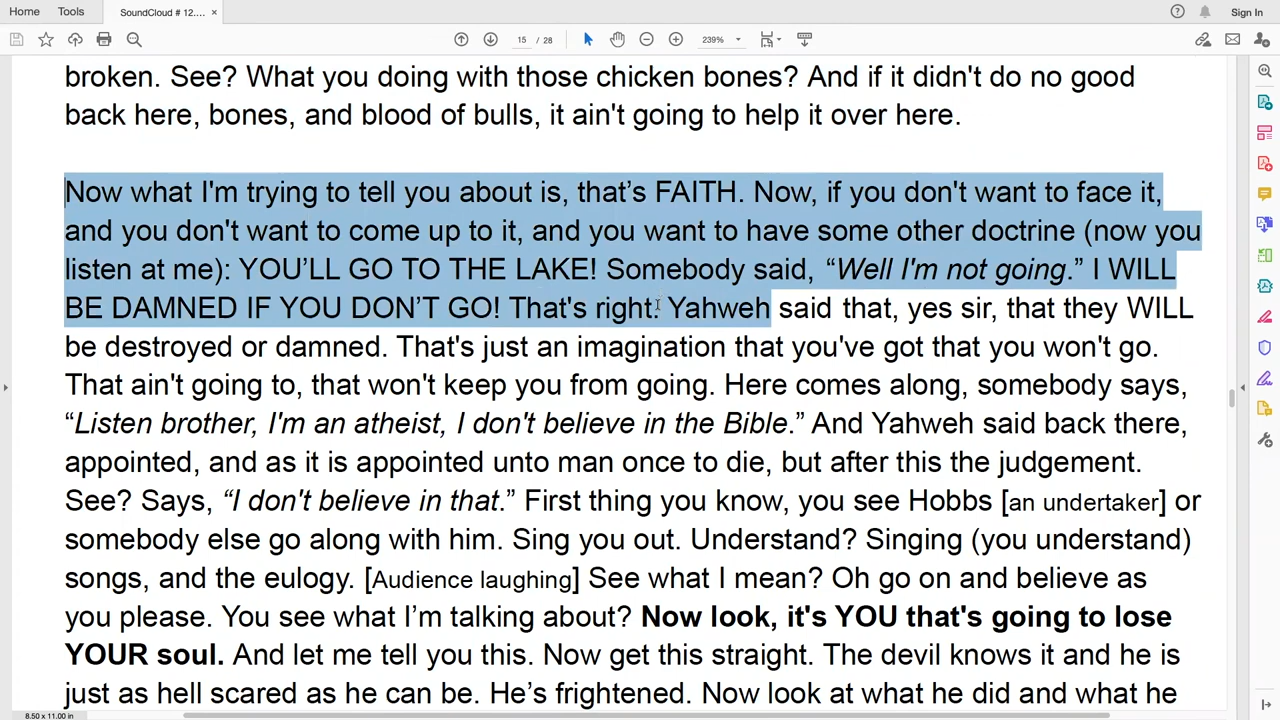 Home Tools SoundCloud # 12.... × Sign In
15 / 28 239%
broken. See? What you doing with those chicken bones? And if it didn't do no good
back here, bones, and blood of bulls, it ain't going to help it over here.
Now what I'm trying to tell you about is, that’s FAITH. Now, if you don't want to face it,
and you don't want to come up to it, and you want to have some other doctrine (now you
listen at me): YOU’LL GO TO THE LAKE! Somebody said, “Well I'm not going.” I WILL
BE DAMNED IF YOU DON’T GO! That's right. Yahweh said that, yes sir, that they WILL
be destroyed or damned. That's just an imagination that you've got that you won't go.
That ain't going to, that won't keep you from going. Here comes along, somebody says,
“Listen brother, I'm an atheist, I don't believe in the Bible.” And Yahweh said back there,
appointed, and as it is appointed unto man once to die, but after this the judgement.
See? Says, “I don't believe in that.” First thing you know, you see Hobbs [an undertaker] or
somebody else go along with him. Sing you out. Understand? Singing (you understand)
songs, and the eulogy. [Audience laughing] See what I mean? Oh go on and believe as
you please. You see what I’m talking about? Now look, it's YOU that's going to lose
YOUR soul. And let me tell you this. Now get this straight. The devil knows it and he is
just as hell scared as he can be. He’s frightened. Now look at what he did and what he
8.50 x 11.00 in